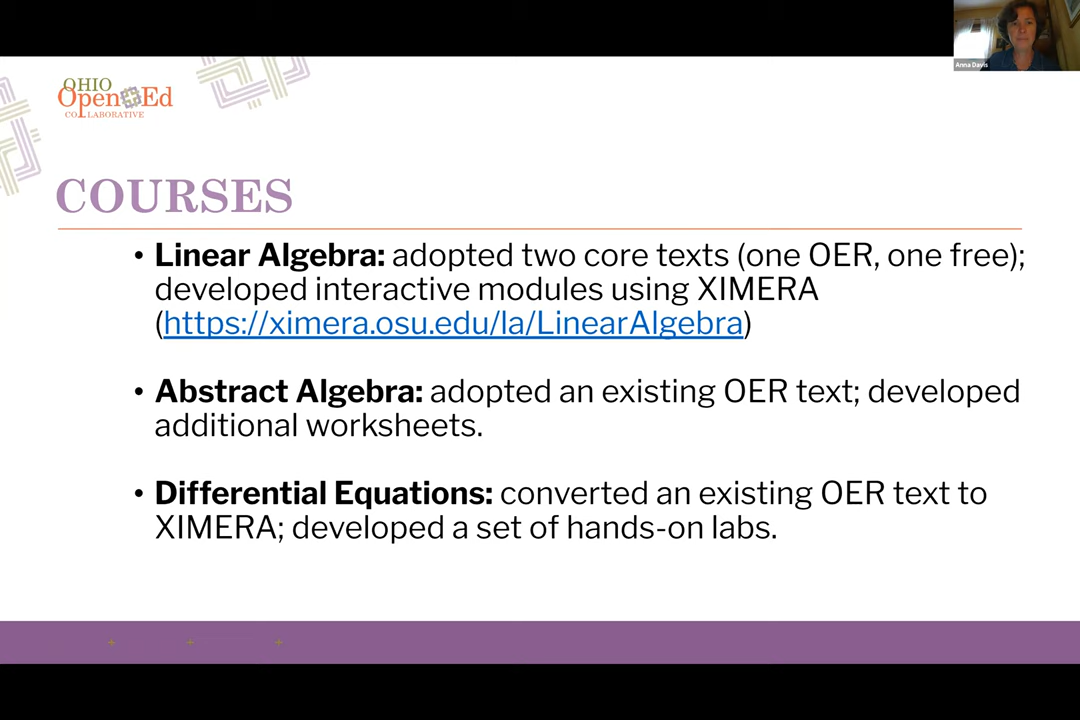 Anna Davis
OHIO
Open Ed
COLLABORATIVE
COURSES
• Linear Algebra: adopted two core texts (one OER, one free);
developed interactive modules using XIMERA
(https://ximera.osu.edu/la/LinearAlgebra)
• Abstract Algebra: adopted an existing OER text; developed
additional worksheets.
• Differential Equations: converted an existing OER text to
XIMERA; developed a set of hands-on labs.